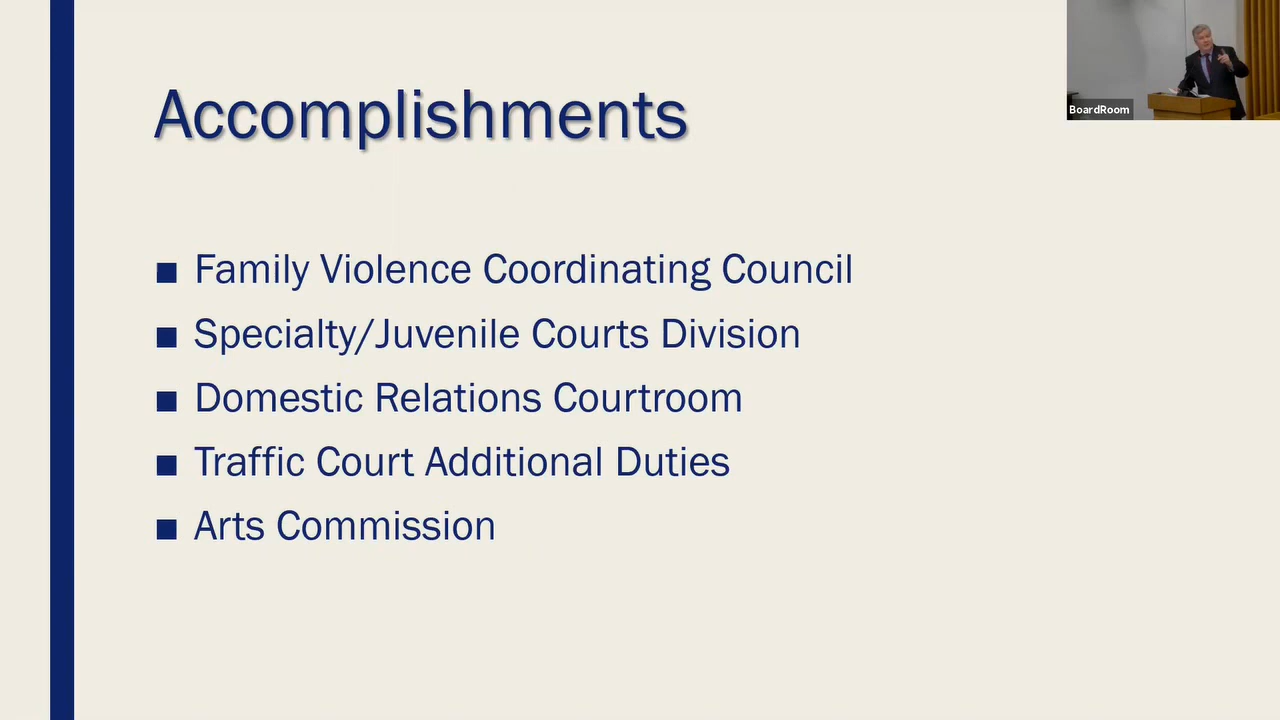 BoardRoom
Accomplishments
■ Family Violence Coordinating Council
■ Specialty/Juvenile Courts Division
■ Domestic Relations Courtroom
■ Traffic Court Additional Duties
■ Arts Commission